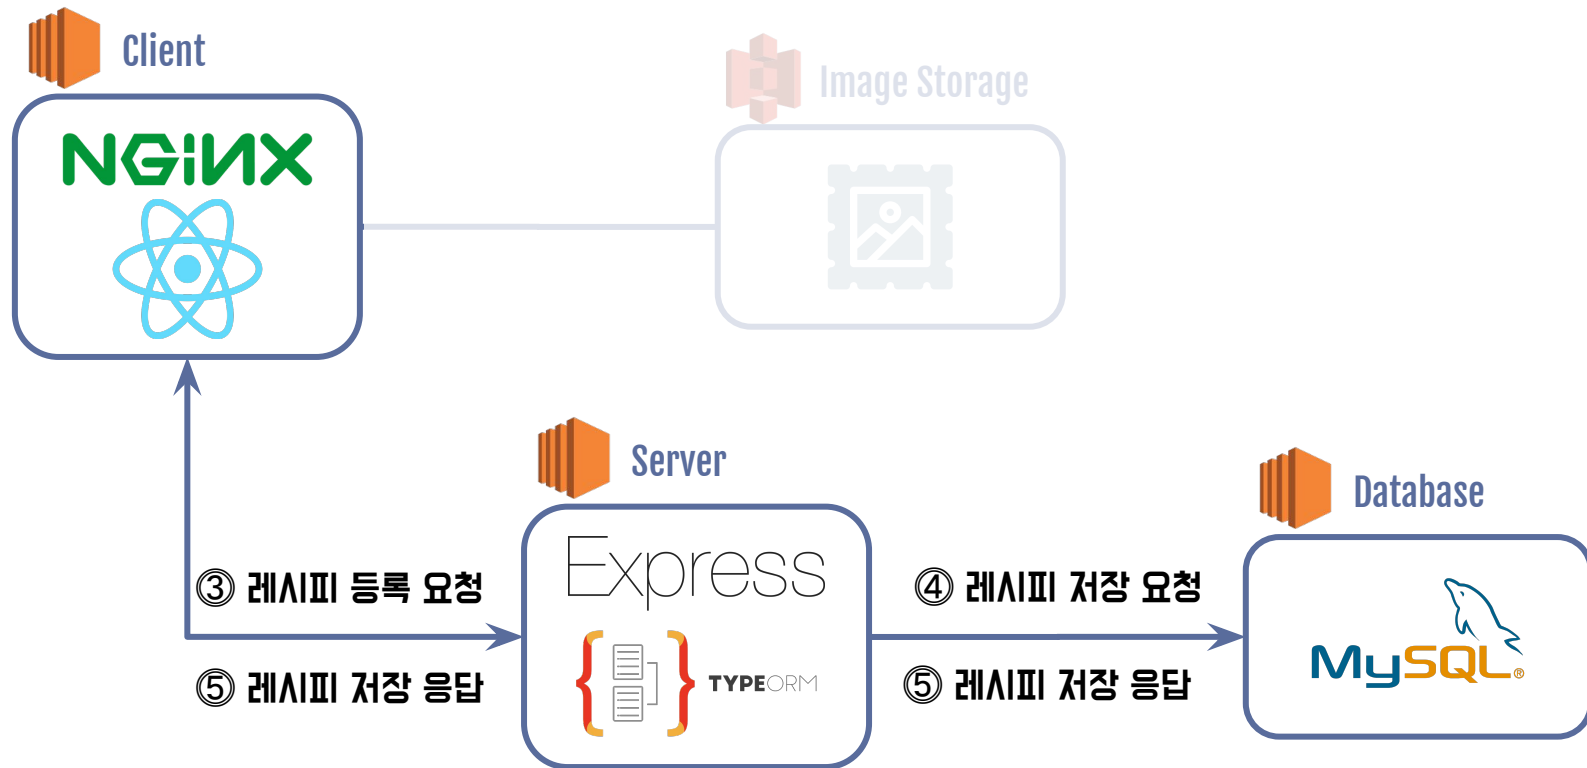 Client
NGINX
Image Storage
Server
Express
TYPEORM
Database
MySQL®
③ 레시피 등록 요청
⑤ 레시피 저장 응답
④ 레시피 저장 요청
⑤ 레시피 저장 응답